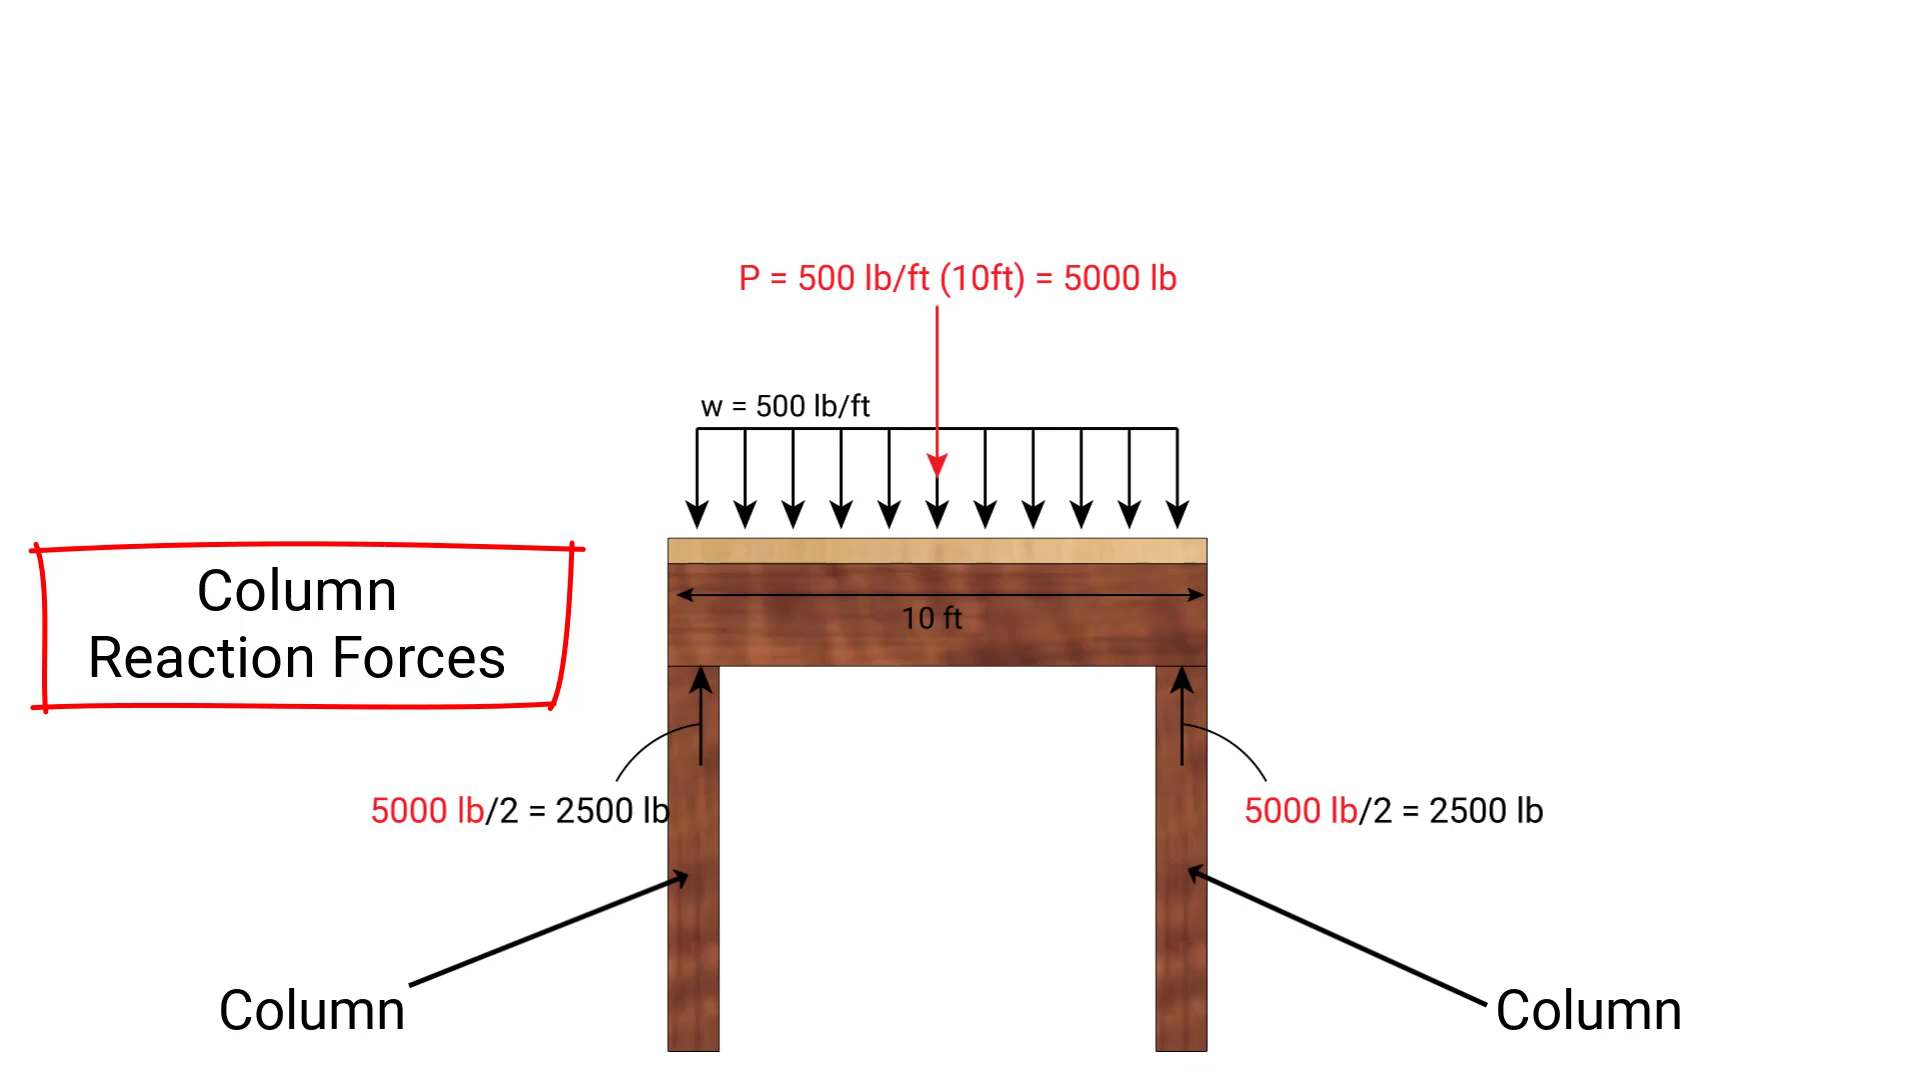 P = 500 lb/ft (10ft) = 5000 lb
w = 500 lb/ft
Column
Reaction Forces
10 ft
5000 lb/2 = 2500 lb
5000 lb/2 = 2500 lb
Column
Column